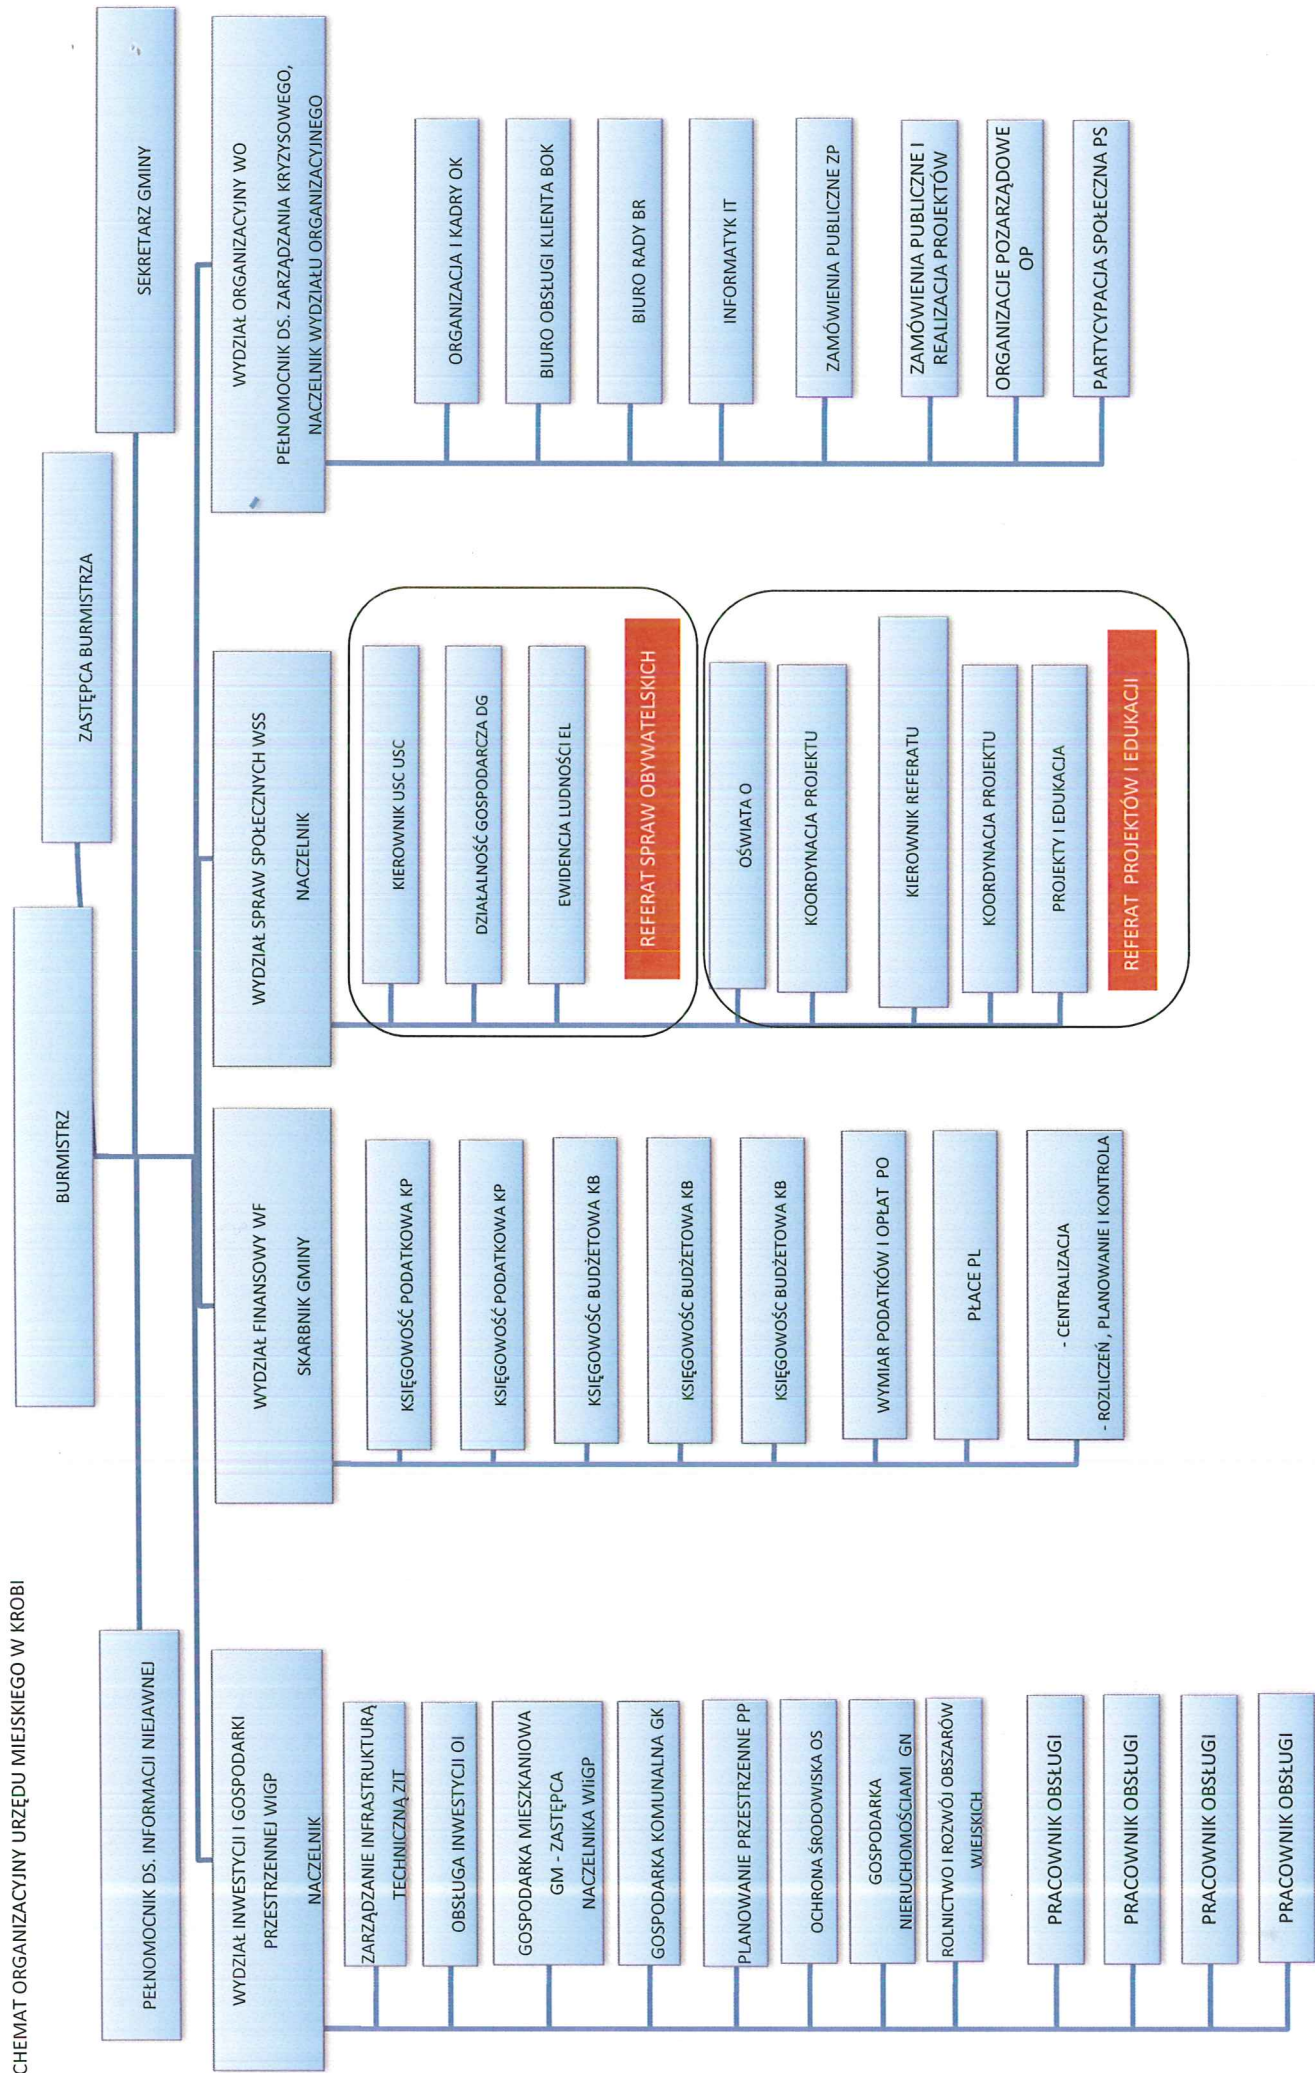 CHEMAT ORGANIZACYJNY URZĘDU MIEJSKIEGO W KROBI
BURMISTRZ
ZASTĘPCA BURMISTRZA
PEŁNOMOCNIK DS. INFORMACJI NIEJAWNEJ
SEKRETARZ GMINY
WYDZIAŁ INWESTYCJI I GOSPODARKI
PRZESTRZENNEJ WIGP
NACZELNIK
ZARZĄDZANIE INFRASTRUKTURĄ
TECHNICZNĄ ZIT
OBSŁUGA INWESTYCJI OI
GOSPODARKA MIESZKANIOWA
GM - ZASTĘPCA
NACZELNIKA WIiGP
GOSPODARKA KOMUNALNA GK
PLANOWANIE PRZESTRZENNE PP
OCHRONA ŚRODOWISKA OS
GOSPODARKA
NIERUCHOMOŚCIAMI GN
ROLNICTWO I ROZWÓJ OBSZARÓW
WIEJSKICH
PRACOWNIK OBSŁUGI
PRACOWNIK OBSŁUGI
PRACOWNIK OBSŁUGI
PRACOWNIK OBSŁUGI
WYDZIAŁ FINANSOWY WF
SKARBNIK GMINY
KSIĘGOWOŚĆ PODATKOWA KP
KSIĘGOWOŚĆ PODATKOWA KP
KSIĘGOWOŚC BUDŻETOWA KB
KSIĘGOWOŚC BUDŻETOWA KB
KSIĘGOWOŚC BUDŻETOWA KB
WYMIAR PODATKÓW I OPŁAT PO
PŁACE PL
- CENTRALIZACJA
- ROZLICZEŃ , PLANOWANIE I KONTROLA
WYDZIAŁ SPRAW SPOŁECZNYCH WSS
NACZELNIK
KIEROWNIK USC USC
DZIAŁALNOŚĆ GOSPODARCZA DG
EWIDENCJA LUDNOŚCI EL
REFERAT SPRAW OBYWATELSKICH
OŚWIATA O
KOORDYNACJA PROJEKTU
KIEROWNIK REFERATU
KOORDYNACJA PROJEKTU
PROJEKTY I EDUKACJA
REFERAT PROJEKTÓW I EDUKACJI
WYDZIAŁ ORGANIZACYJNY WO
PEŁNOMOCNIK DS. ZARZĄDZANIA KRYZYSOWEGO,
NACZELNIK WYDZIAŁU ORGANIZACYJNEGO
ORGANIZACJA I KADRY OK
BIURO OBSŁUGI KLIENTA BOK
BIURO RADY BR
INFORMATYK IT
ZAMÓWIENIA PUBLICZNE ZP
ZAMÓWIENIA PUBLICZNE I
REALIZACJA PROJEKTÓW
ORGANIZACJE POZARZĄDOWE
OP
PARTYCYPACJA SPOŁECZNA PS